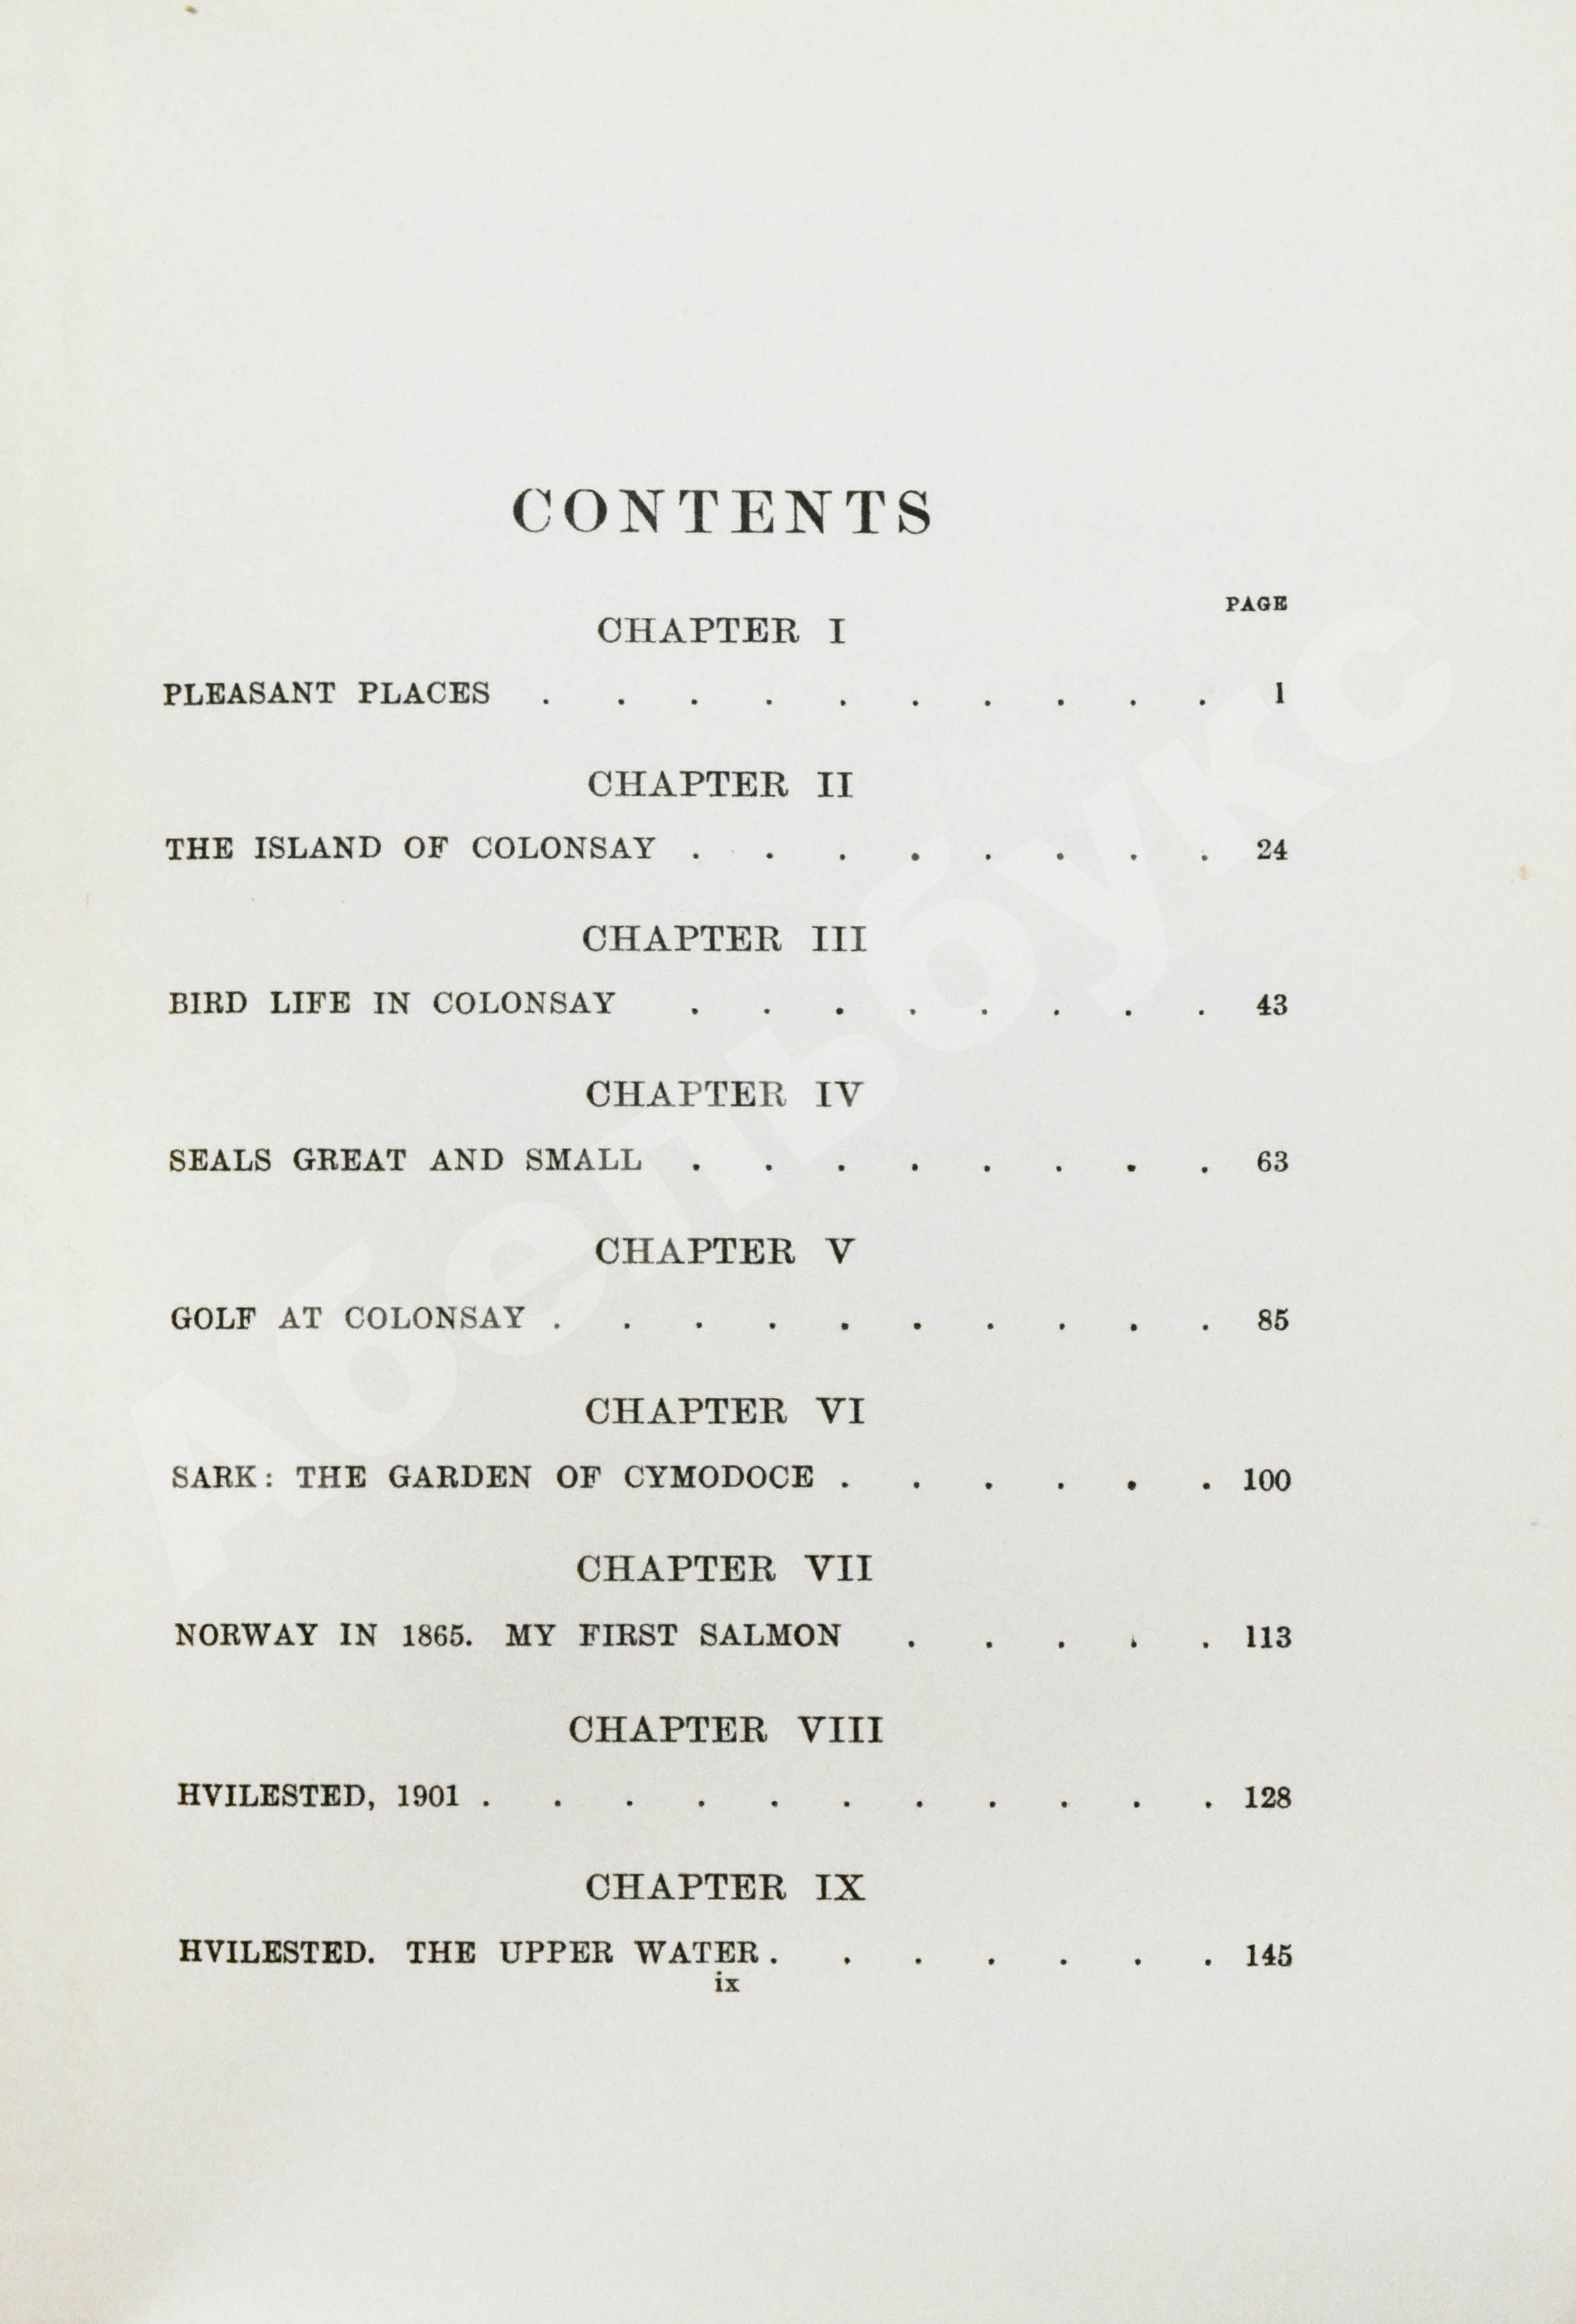 CONTENTS
PAGE
CHAPTER I
PLEASANT PLACES . . . . . . . . . . 1
CHAPTER II
THE ISLAND OF COLONSAY . . . . . . . . 24
CHAPTER III
BIRD LIFE IN COLONSAY . . . . . . . . 43
CHAPTER IV
SEALS GREAT AND SMALL . . . . . . . . 63
CHAPTER V
GOLF AT COLONSAY . . . . . . . . . . 85
CHAPTER VI
SARK: THE GARDEN OF CYMODOCE . . . . . . 100
CHAPTER VII
NORWAY IN 1865. MY FIRST SALMON . . . . . 113
CHAPTER VIII
HVILESTED, 1901 . . . . . . . . . . . 128
CHAPTER IX
HVILESTED. THE UPPER WATER . . . . . . . 145
ix
Абельбукс